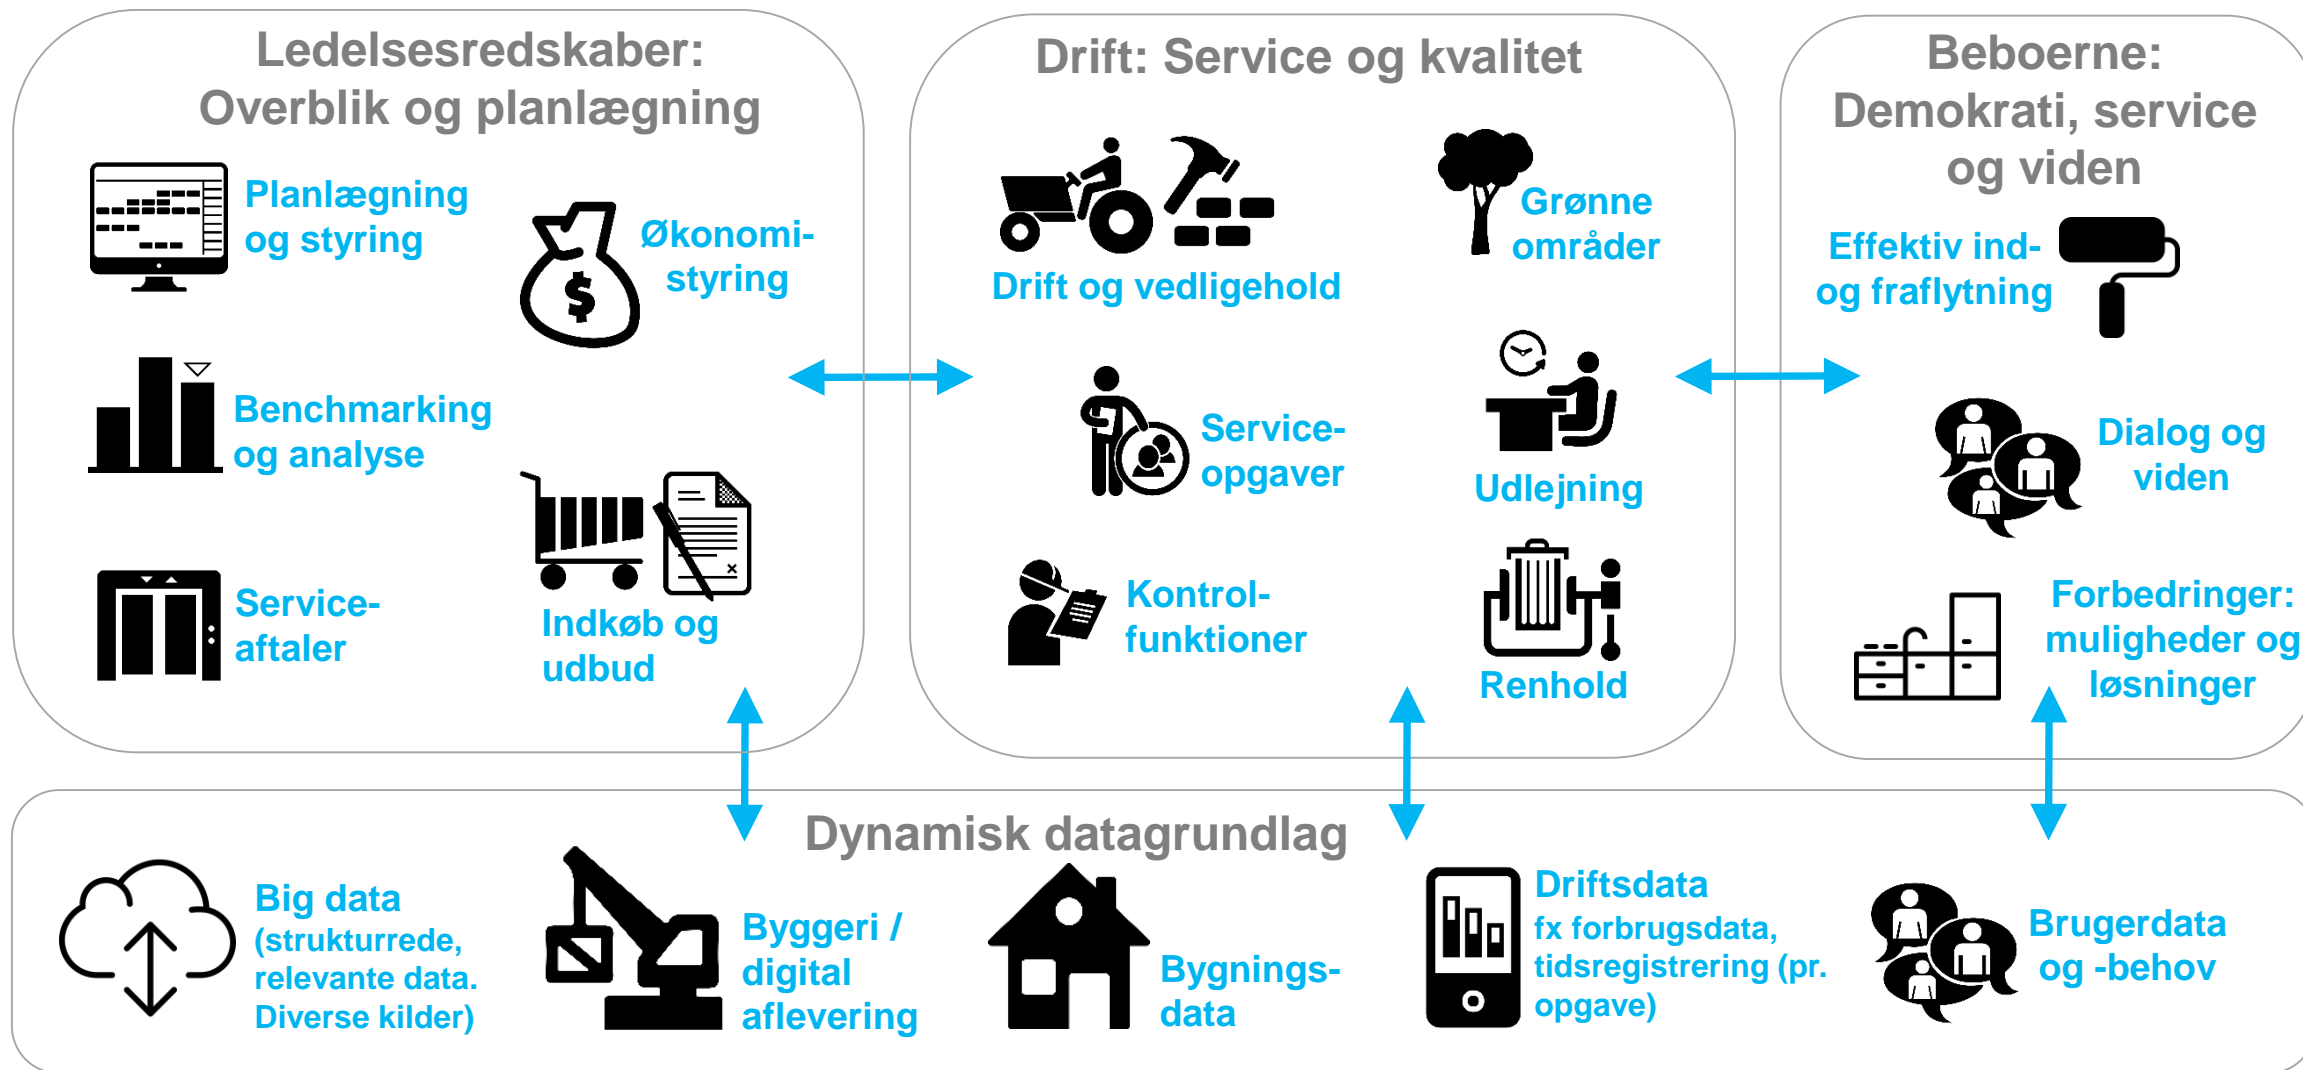 Ledelsesredskaber:
Overblik og planlægning
Planlægning
og styring
Økonomi-
styring
Benchmarking
og analyse
Service-
aftaler
Indkøb og
udbud
Drift: Service og kvalitet
Drift og vedligehold
Grønne
områder
Service-
opgaver
Udlejning
Kontrol-
funktioner
Renhold
Beboerne:
Demokrati, service
og viden
Effektiv ind-
og fraflytning
Dialog og
viden
Forbedringer:
muligheder og
løsninger
Dynamisk datagrundlag
Big data
(strukturrede,
relevante data.
Diverse kilder)
Byggeri /
digital
aflevering
Bygnings-
data
Driftsdata
fx forbrugsdata,
tidsregistrering (pr.
opgave)
Brugerdata
og -behov